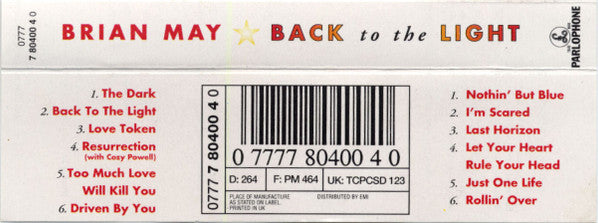 0777
7 80400 4 0
BRIAN MAY BACK to the LIGHT
PARLOPHONE
1. The Dark
2. Back To The Light
3. Love Token
4. Resurrection
(with Cozy Powell)
5. Too Much Love
Will Kill You
6. Driven By You
0777 7 80400 4 0
0 7777 80400 4 0
D: 264 F: PM 464 UK: TCPCSD 123
PLACE OF MANUFACTURE
AS STATED ON LABEL
PRINTED IN UK
DISTRIBUTED BY EMI
1. Nothin' But Blue
2. I'm Scared
3. Last Horizon
4. Let Your Heart
Rule Your Head
5. Just One Life
6. Rollin' Over